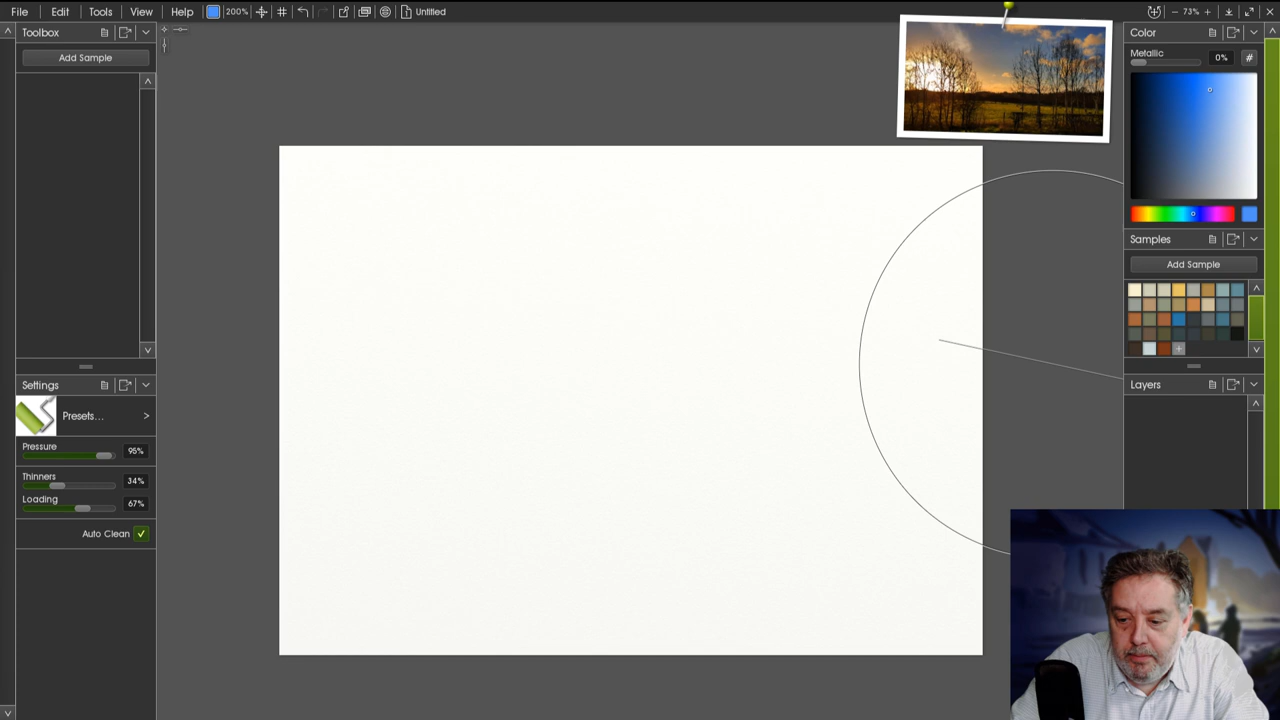 File Edit Tools View Help 200% Untitled 73%
Toolbox
Add Sample
Settings
Presets...
Pressure 95%
Thinners 34%
Loading 67%
Auto Clean
Color
Metallic 0% #
Samples
Add Sample
Layers